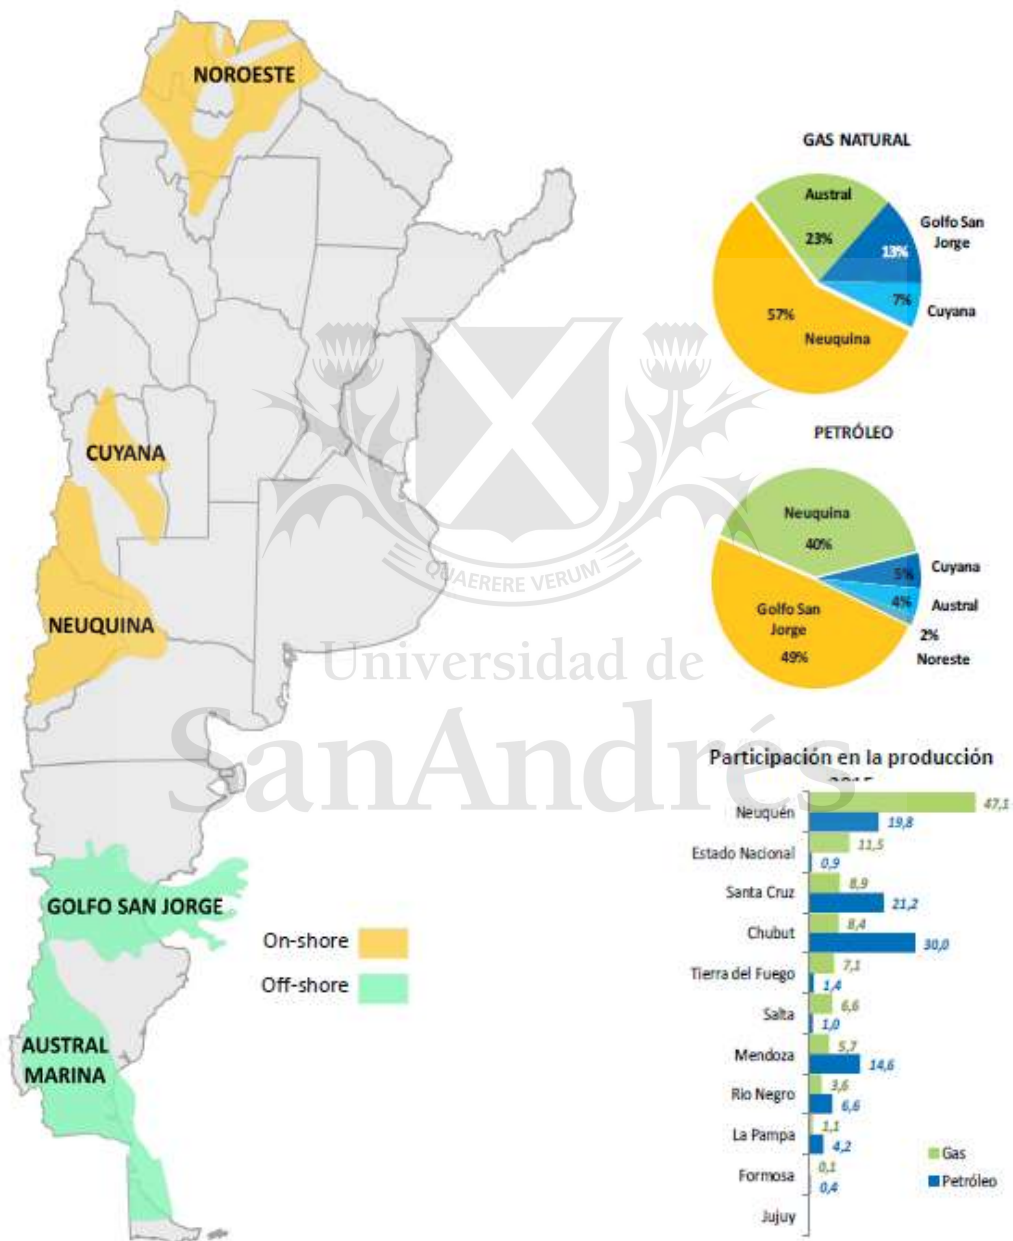 NOROESTE
CUYANA
NEUQUINA
GOLFO SAN JORGE
AUSTRAL
MARINA
On-shore
Off-shore
GAS NATURAL
Austral
23%
Golfo San
Jorge
13%
7%
Cuyana
57%
Neuquina
PETRÓLEO
Neuquina
40%
5%
Cuyana
4%
Austral
2%
Noreste
Golfo San
Jorge
49%
QUAERERE VERUM
Universidad de
SanAndrés
Participación en la producción
2015
Neuquén
47,1
19,8
Estado Nacional
11,5
0,9
Santa Cruz
8,9
21,2
Chubut
8,4
30,0
Tierra del Fuego
7,1
1,4
Salta
6,6
1,0
Mendoza
5,7
14,6
Rio Negro
3,6
6,6
La Pampa
1,1
4,2
Formosa
0,1
0,4
Jujuy
Gas
Petróleo